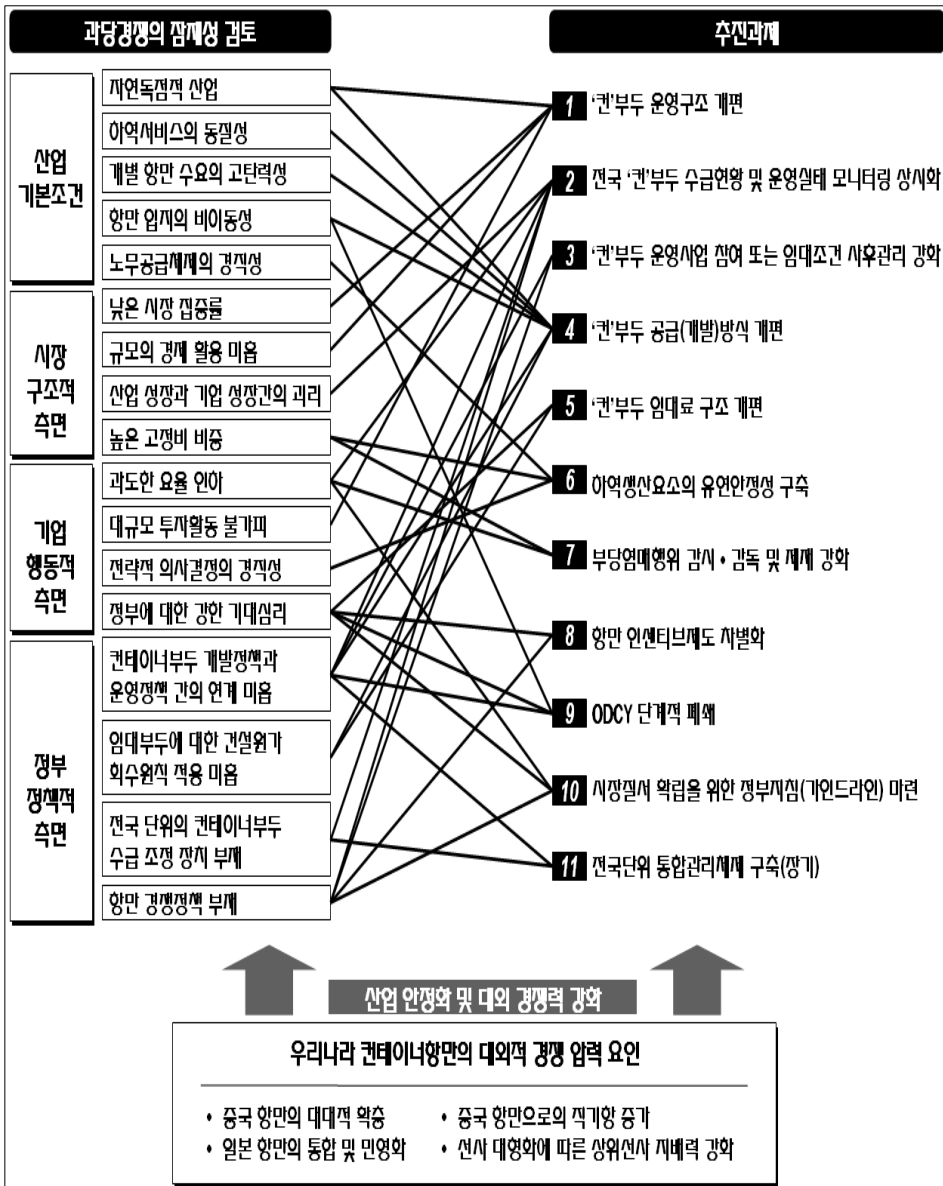 과당경쟁의 잠재성 검토
추진과제
산업
기본조건
자연독점적 산업
하역서비스의 동질성
개별 항만 수요의 고탄력성
항만 입지의 비이동성
노무공급체제의 경직성
시장
구조적
측면
낮은 시장 집중률
규모의 경제 활용 미흡
산업 성장과 기업 성장간의 괴리
높은 고정비 비중
기업
행동적
측면
과도한 요율 인하
대규모 투자활동 불가피
전략적 의사결정의 경직성
정부에 대한 강한 기대심리
정부
정책적
측면
컨테이너부두 개발정책과
운영정책 간의 연계 미흡
임대부두에 대한 건설원가
회수원칙 적용 미흡
전국 단위의 컨테이너부두
수급 조정 장치 부재
항만 경쟁정책 부재
1 '컨'부두 운영구조 개편
2 전국 '컨'부두 수급현황 및 운영실태 모니터링 상시화
3 '컨'부두 운영사업 참여 또는 임대조건 사후관리 강화
4 '컨'부두 공급(개발)방식 개편
5 '컨'부두 임대료 구조 개편
6 하역생산요소의 유연안정성 구축
7 부당염매행위 감시•감독 및 제재 강화
8 항만 인센티브제도 차별화
9 ODCY 단계적 폐쇄
10 시장질서 확립을 위한 정부지침(가인드라인) 마련
11 전국단위 통합관리체제 구축(장기)
산업 안정화 및 대외 경쟁력 강화
우리나라 컨테이너항만의 대외적 경쟁 압력 요인
• 중국 항만의 대대적 확충
• 중국 항만으로의 직기항 증가
• 일본 항만의 통합 및 민영화
• 선사 대형화에 따른 상위선사 지배력 강화